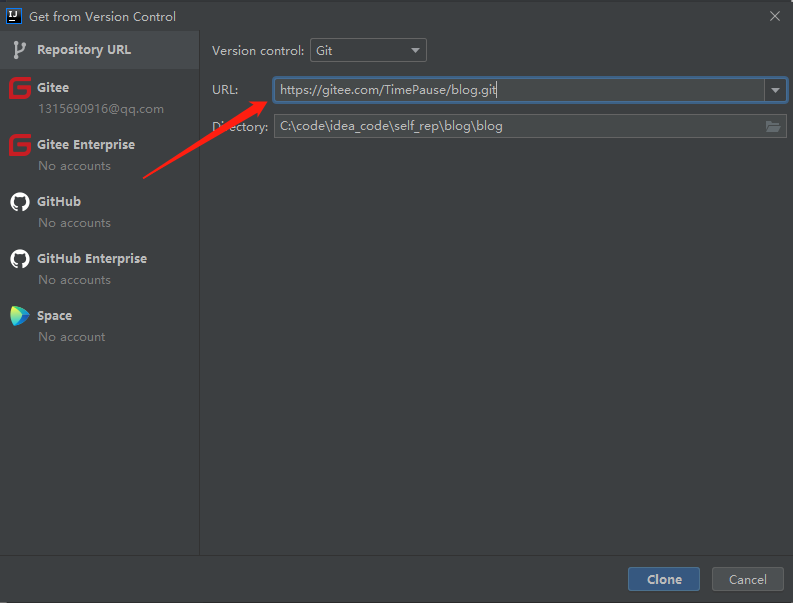 Get from Version Control
Repository URL
Gitee
1315690916@qq.com
Gitee Enterprise
No accounts
GitHub
No accounts
GitHub Enterprise
No accounts
Space
No account
Version control: Git
URL: https://gitee.com/TimePause/blog.git
Directory: C:\code\idea_code\self_rep\blog\blog
Clone Cancel